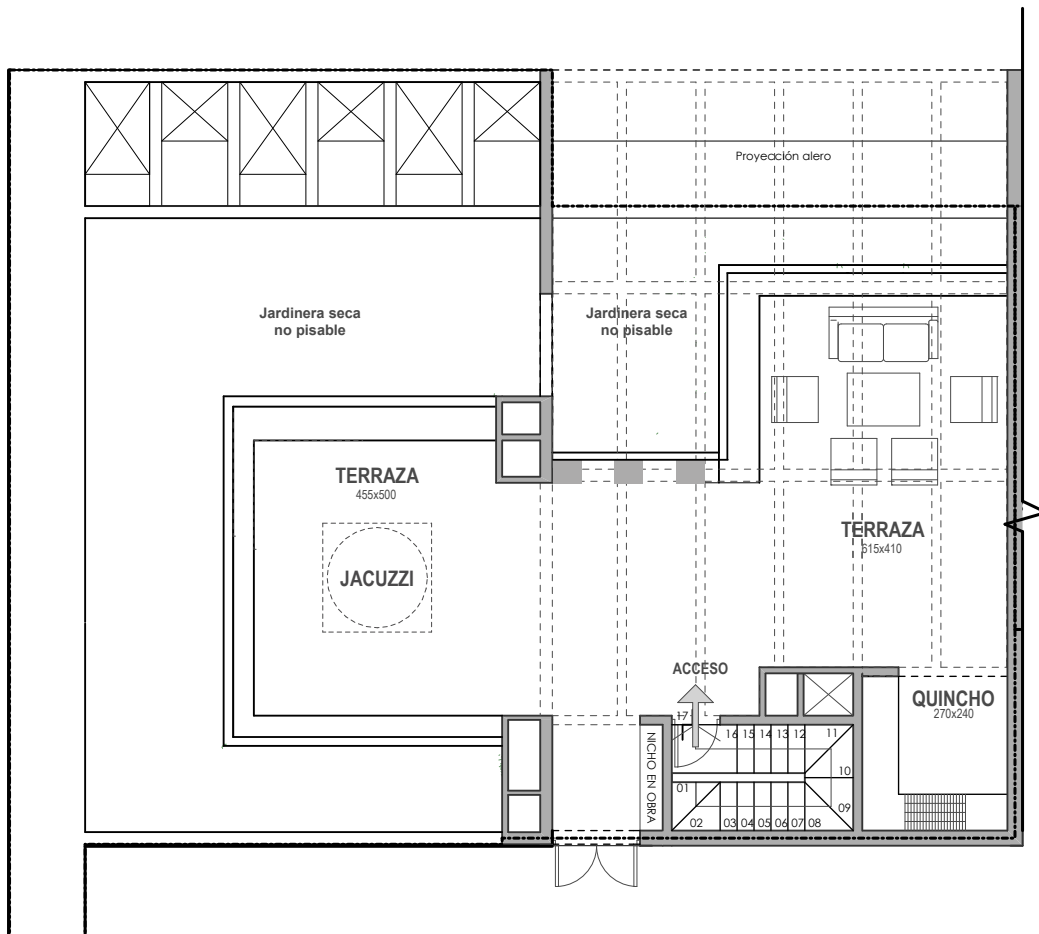 Proyección alero
Jardinera seca
no pisable
Jardinera seca
no pisable
TERRAZA
455x500
JACUZZI
TERRAZA
615x410
ACCESO
QUINCHO
270x240
NICHO EN OBRA
17
16
15
14
13
12
11
10
09
01
02
03
04
05
06
07
08